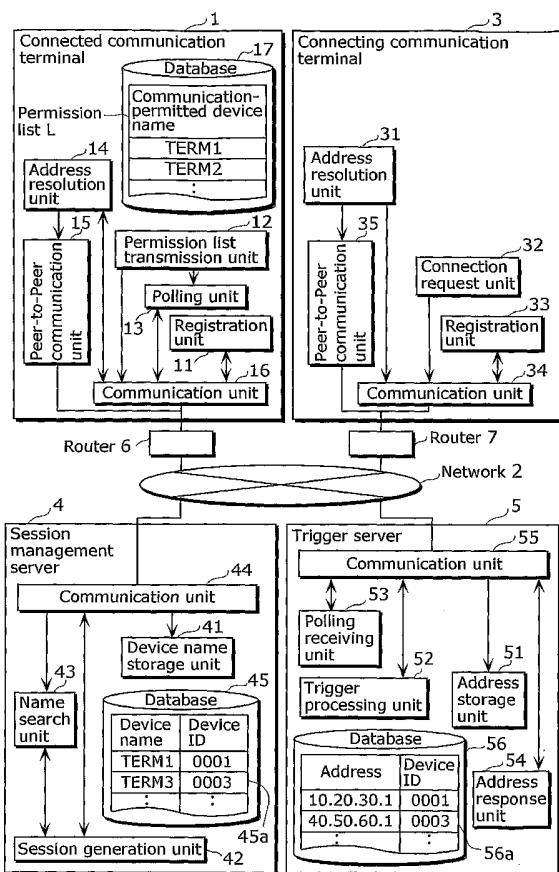 1
Connected communication
terminal
17
Database
Permission
list L
Communication-
permitted device
name
TERM1
TERM2
:
14
Address
resolution unit
15
Peer-to-Peer
communication
unit
12
Permission list
transmission unit
Polling unit
13
Registration
unit
11
16
Communication unit
3
Connecting communication
terminal
31
Address
resolution
unit
35
Peer-to-Peer
communication
unit
32
Connection
request unit
33
Registration
unit
Communication unit
34
Router 6
Router 7
Network 2
4
Session
management
server
44
Communication unit
41
Device name
storage unit
43
Name
search
unit
45
Database
Device
name
Device
ID
TERM1 0001
TERM3 0003
: :
45a
Session generation unit
42
5
Trigger server
55
Communication unit
53
Polling
receiving
unit
52
Trigger
processing unit
51
Address
storage
unit
56
Database
Address
Device
ID
10.20.30.1 0001
40.50.60.1 0003
: :
56a
54
Address
response
unit